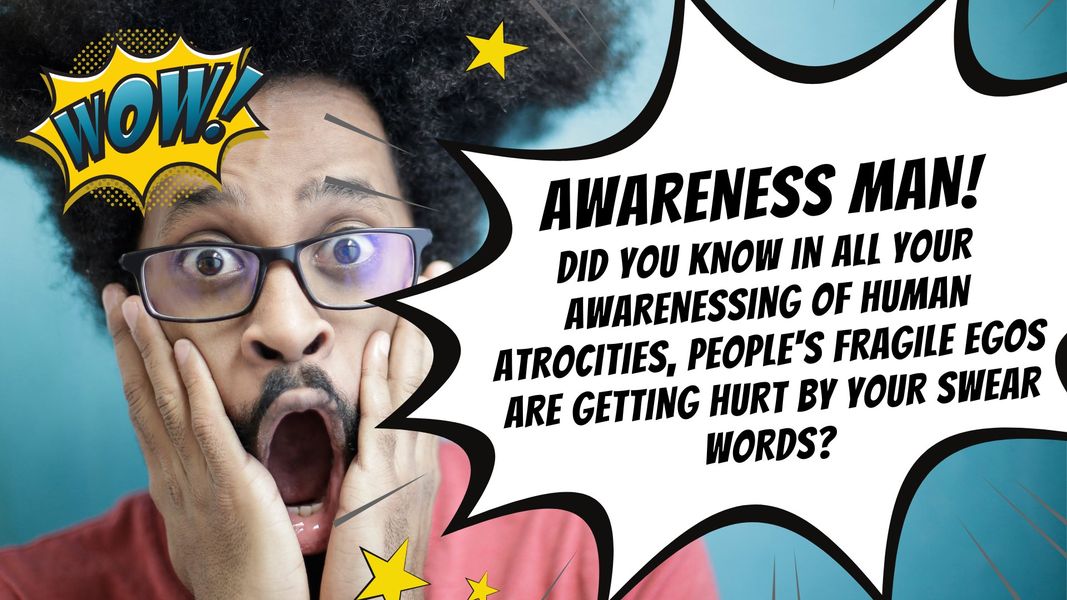 WOW!
AWARENESS MAN!
DID YOU KNOW IN ALL YOUR
AWARENESSING OF HUMAN
ATROCITIES, PEOPLE'S FRAGILE EGOS
ARE GETTING HURT BY YOUR SWEAR
WORDS?